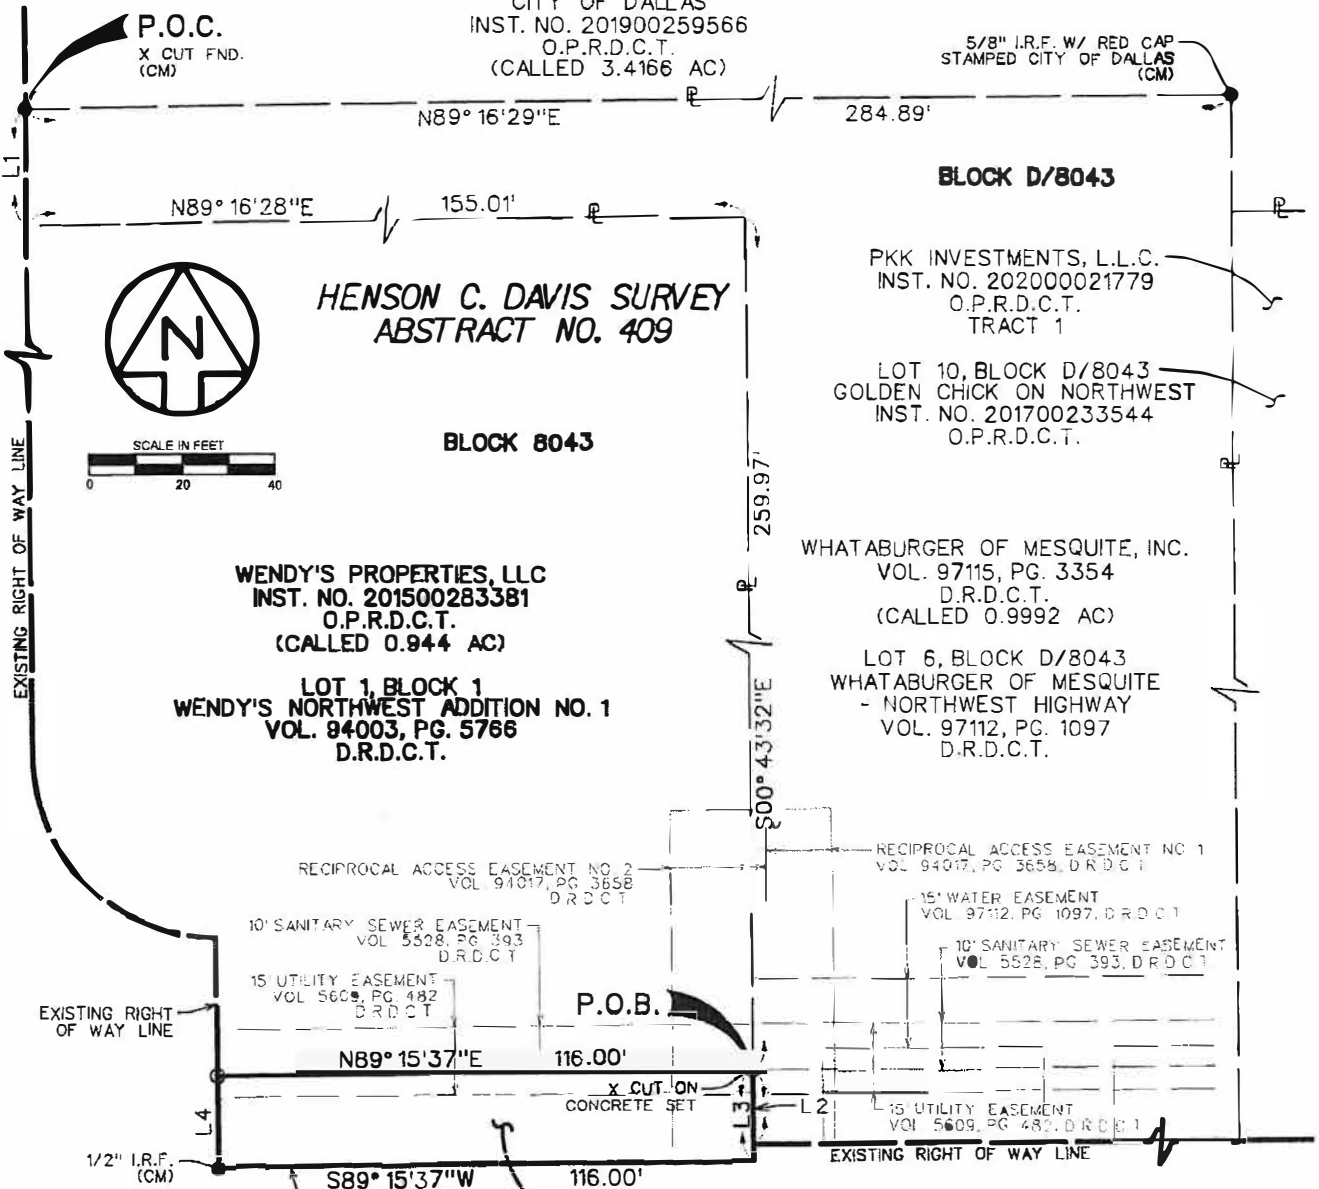 CITY OF DALLAS
INST. NO. 201900259566
O.P.R.D.C.T.
(CALLED 3.4166 AC)
P.O.C.
X CUT FND.
(CM)
5/8" I.R.F. W/ RED CAP
STAMPED CITY OF DALLAS
(CM)
N89°16'29"E
284.89'
L1
N89°16'28"E
155.01'
BLOCK D/8043
HENSON C. DAVIS SURVEY
ABSTRACT NO. 409
N
SCALE IN FEET
0 20 40
BLOCK 8043
PKK INVESTMENTS, L.L.C.
INST. NO. 202000021779
O.P.R.D.C.T.
TRACT 1
LOT 10, BLOCK D/8043
GOLDEN CHICK ON NORTHWEST
INST. NO. 201700233544
O.P.R.D.C.T.
EXISTING RIGHT OF WAY LINE
259.97'
S00°43'32"E
WENDY'S PROPERTIES, LLC
INST. NO. 201500283381
O.P.R.D.C.T.
(CALLED 0.944 AC)
LOT 1, BLOCK 1
WENDY'S NORTHWEST ADDITION NO. 1
VOL. 94003, PG. 5766
D.R.D.C.T.
WHATABURGER OF MESQUITE, INC.
VOL. 97115, PG. 3354
D.R.D.C.T.
(CALLED 0.9992 AC)
LOT 6, BLOCK D/8043
WHATABURGER OF MESQUITE
- NORTHWEST HIGHWAY
VOL. 97112, PG. 1097
D.R.D.C.T.
RECIPROCAL ACCESS EASEMENT NO. 2
VOL. 94017, PG 3658
D R D C T
RECIPROCAL ACCESS EASEMENT NO 1
VOL 94017, PG 3658, D R D C T
10' SANITARY SEWER EASEMENT
VOL 5528, PG 393
D.R.D.C T
15' WATER EASEMENT
VOL 97112, PG 1097, D R D C T
10' SANITARY SEWER EASEMENT
VOL 5528, PG 393, D R D C T
15' UTILITY EASEMENT
VOL 5609, PG 482
D R D C T
EXISTING RIGHT
OF WAY LINE
P.O.B.
N89°15'37"E
116.00'
X CUT ON
CONCRETE SET
L3
L2
L4
15' UTILITY EASEMENT
VOL 5609, PG 482, D R D C T
EXISTING RIGHT OF WAY LINE
1/2" I.R.F.
(CM)
S89°15'37"W
116.00'